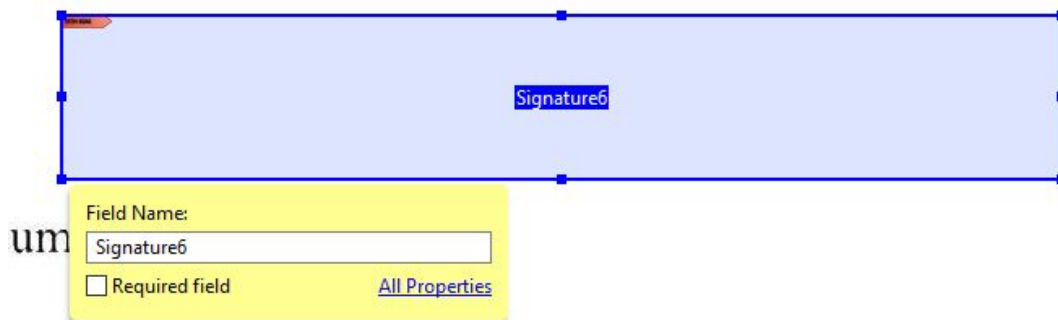 Signature6
Field Name:
um
Signature6
Required field All Properties